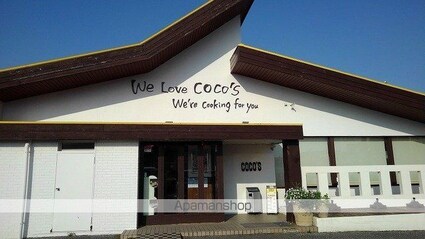 We Love COCO'S
We're cooking for you
COCO'S
Apamanshop